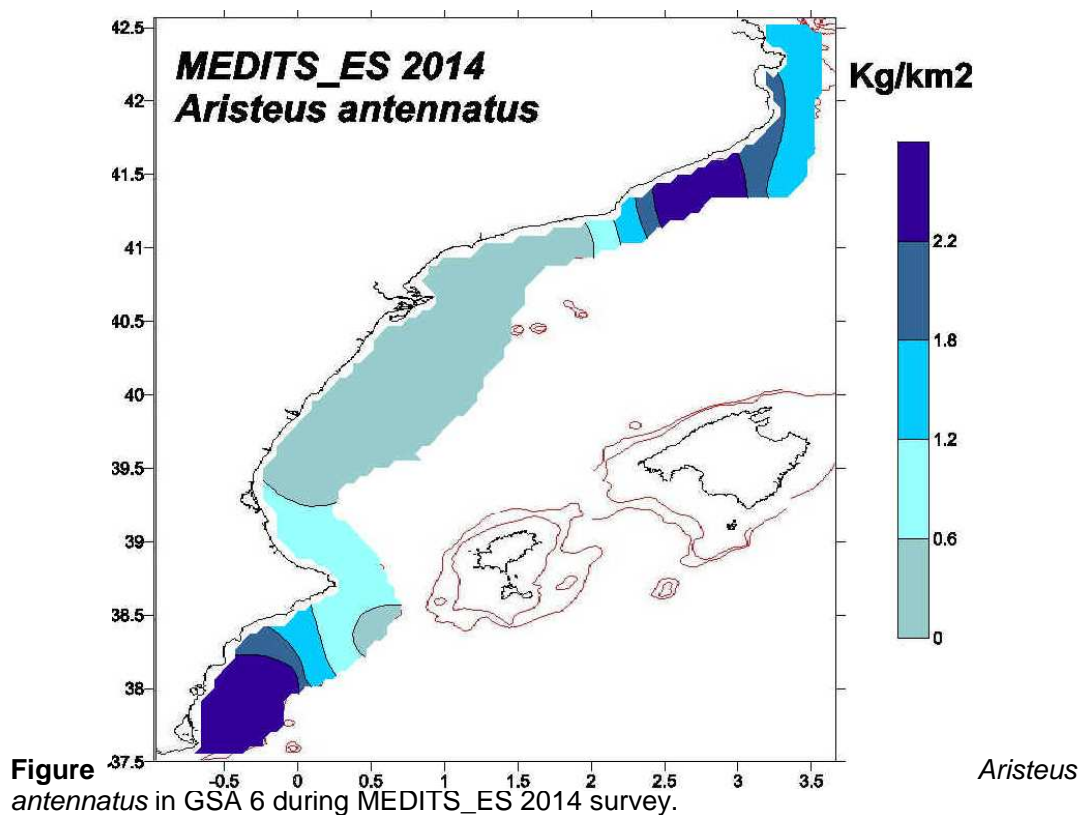 MEDITS_ES 2014
Aristeus antennatus
Kg/km2
42.5
42
41.5
41
40.5
40
39.5
39
38.5
38
37.5
-0.5 0 0.5 1 1.5 2 2.5 3 3.5
2.2
1.8
1.2
0.6
0
Figure Aristeus
antennatus in GSA 6 during MEDITS_ES 2014 survey.